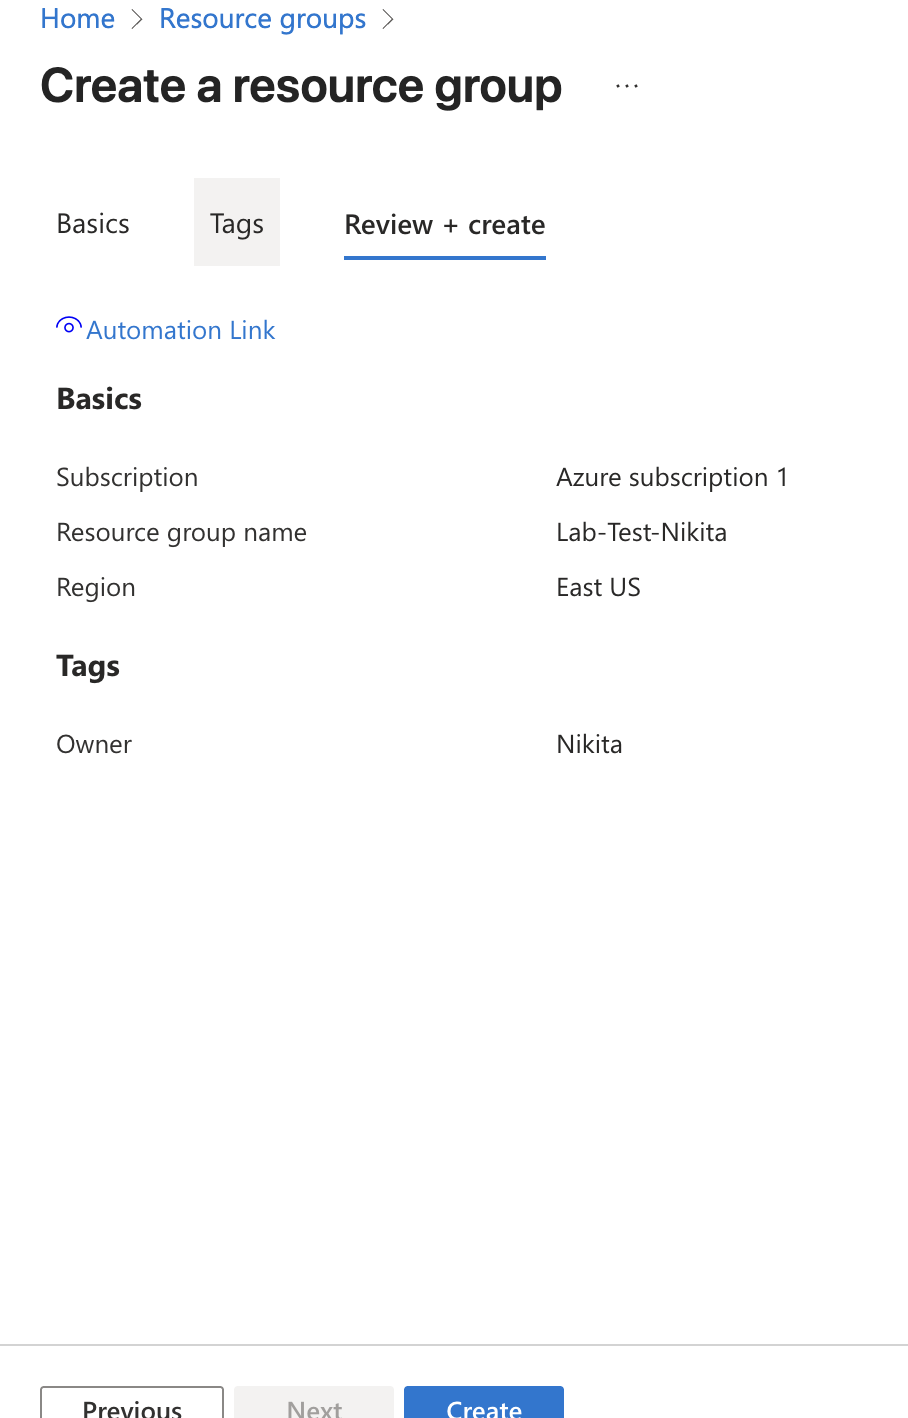 Home > Resource groups >
Create a resource group ...
Basics Tags Review + create
Automation Link
Basics
Subscription Azure subscription 1
Resource group name Lab-Test-Nikita
Region East US
Tags
Owner Nikita
Previous Next Create